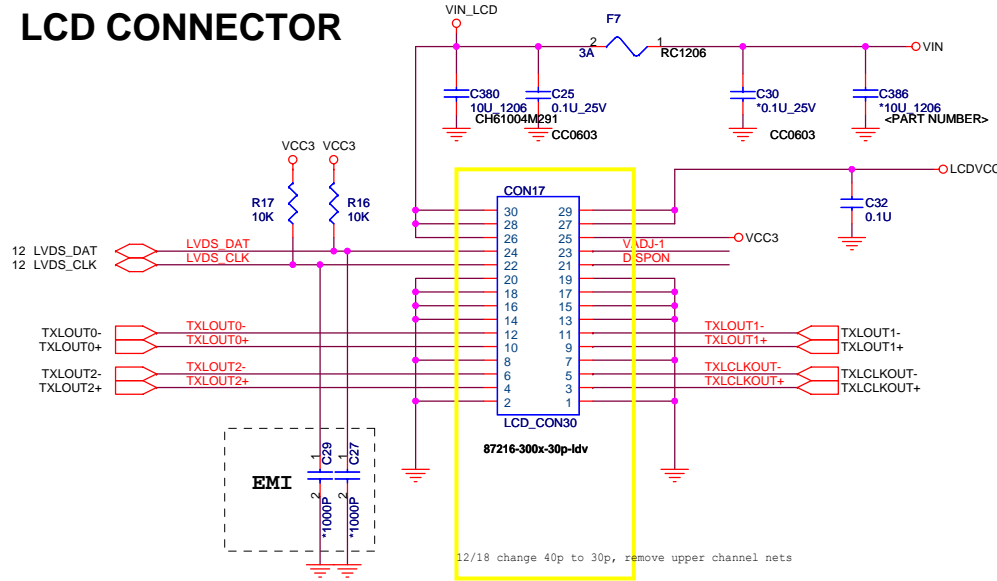 LCD CONNECTOR
VIN_LCD
F7
2
1
3A
RC1206
VIN
C380
10U_1206
CH61004M291
C25
0.1U_25V
CC0603
C30
*0.1U_25V
CC0603
C386
*10U_1206
<PART NUMBER>
VCC3
VCC3
R17
10K
R16
10K
LCDVCC
C32
0.1U
CON17
30 29
28 27
26 25
VCC3
12 LVDS_DAT
LVDS_DAT
24 23
VADJ-1
12 LVDS_CLK
LVDS_CLK
22 21
DISPON
20 19
18 17
16 15
14 13
TXLOUT0-
TXLOUT0-
12 11
TXLOUT1-
TXLOUT1-
TXLOUT0+
TXLOUT0+
10 9
TXLOUT1+
TXLOUT1+
8 7
TXLOUT2-
TXLOUT2-
6 5
TXLCLKOUT-
TXLCLKOUT-
TXLOUT2+
TXLOUT2+
4 3
TXLCLKOUT+
TXLCLKOUT+
2 1
LCD_CON30
87216-300x-30p-ldv
EMI
1
C29
2
*1000P
1
C27
2
*1000P
12/18 change 40p to 30p, remove upper channel nets